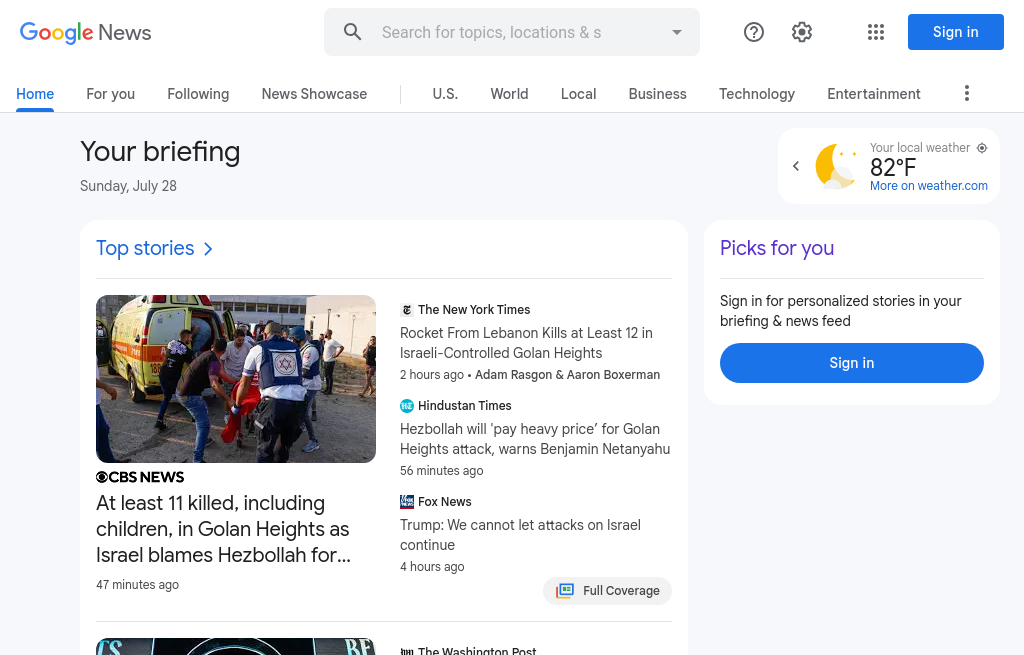 Google News
Search for topics, locations & s
Sign in
Home
For you
Following
News Showcase
U.S.
World
Local
Business
Technology
Entertainment
Your briefing
Sunday, July 28
Your local weather
82°F
More on weather.com
Top stories
CBS NEWS
At least 11 killed, including
children, in Golan Heights as
Israel blames Hezbollah for...
47 minutes ago
The New York Times
Rocket From Lebanon Kills at Least 12 in
Israeli-Controlled Golan Heights
2 hours ago • Adam Rasgon & Aaron Boxerman
Hindustan Times
Hezbollah will 'pay heavy price’ for Golan
Heights attack, warns Benjamin Netanyahu
56 minutes ago
Fox News
Trump: We cannot let attacks on Israel
continue
4 hours ago
Full Coverage
The Washington Post
Picks for you
Sign in for personalized stories in your
briefing & news feed
Sign in